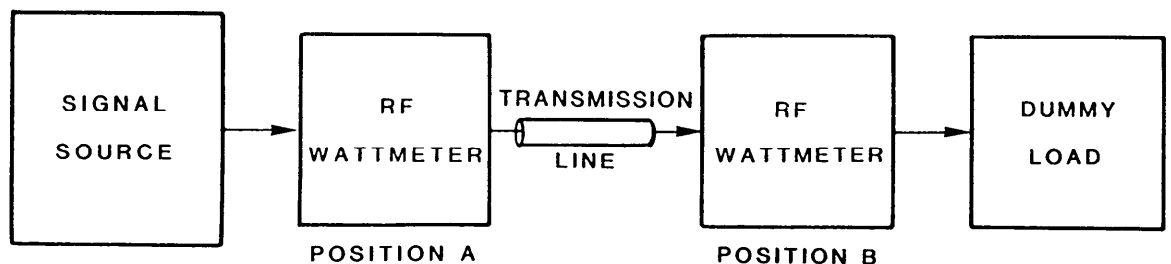 SIGNAL
SOURCE
RF
WATTMETER
POSITION A
TRANSMISSION
LINE
RF
WATTMETER
POSITION B
DUMMY
LOAD